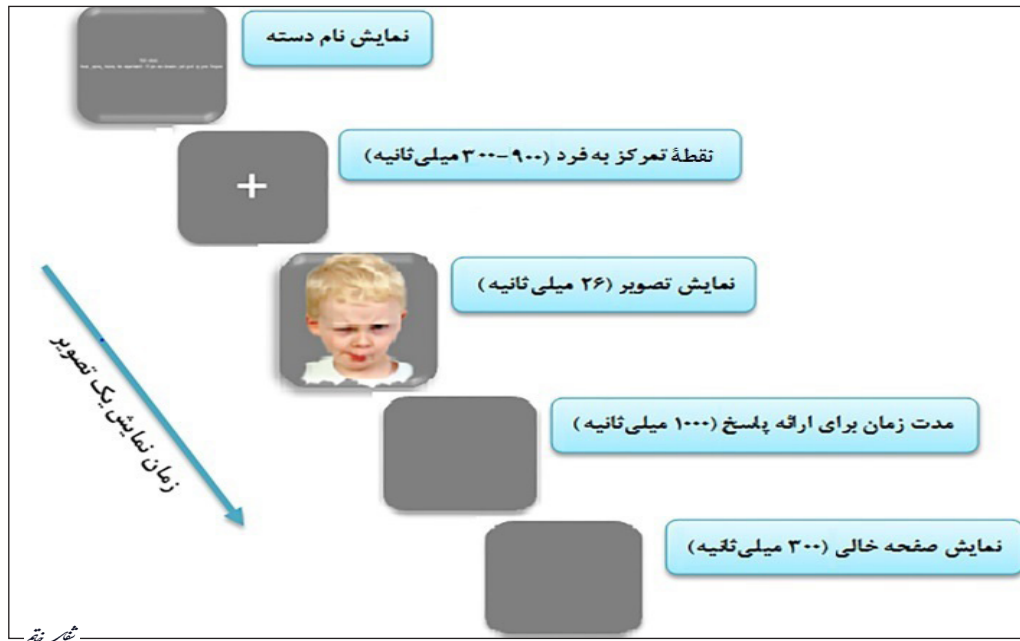 نمایش نام دسته
نقطهٔ تمرکز به فرد (۹۰۰-۳۰۰ میلی‌ثانیه)
نمایش تصویر (۲۶ میلی‌ثانیه)
مدت زمان برای ارائه پاسخ (۱۰۰۰ میلی‌ثانیه)
نمایش صفحه خالی (۳۰۰ میلی‌ثانیه)
زمان نمایش یک تصویر